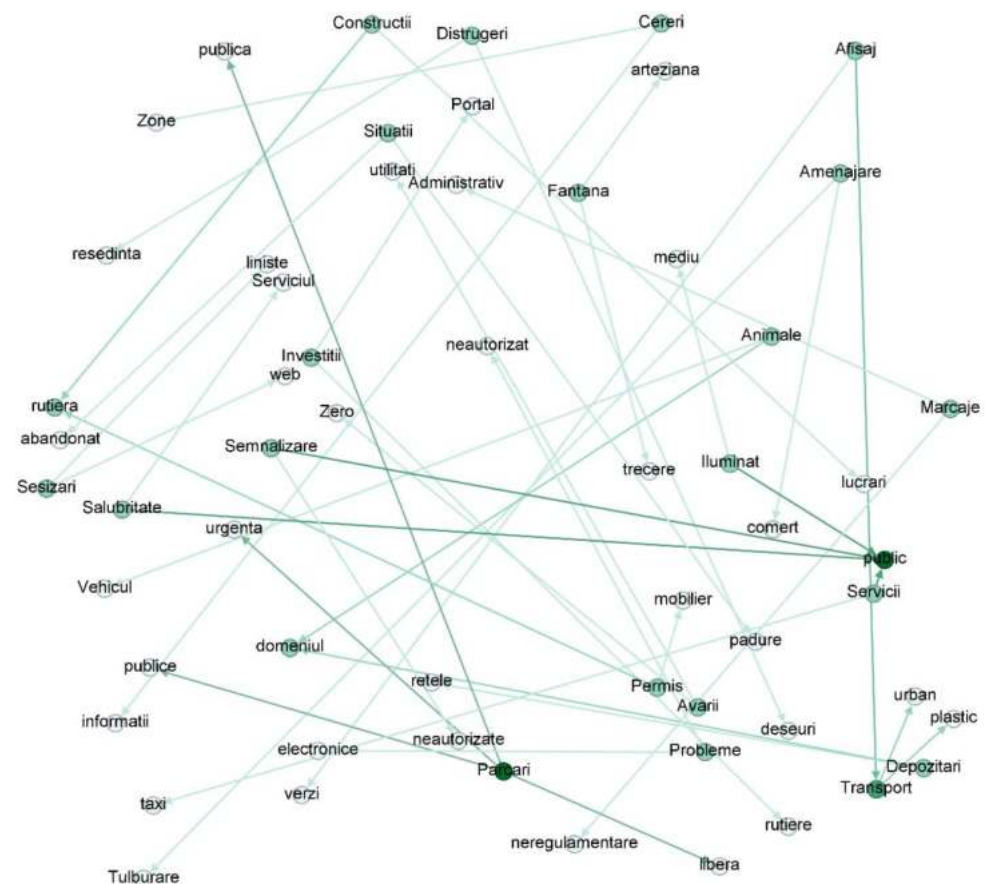 Constructii
Cereri
Distrugeri
publica
Afisaj
arteziana
Portal
Zone
Situatii
utilitati
Administrativ
Amenajare
Fantana
resedinta
liniste
mediu
Serviciul
Animale
neautorizat
Investitii
web
rutiera
Zero
Marcaje
abandonat
Semnalizare
Iluminat
trecere
lucrari
Sesizari
Salubritate
urgenta
comert
public
Vehicul
Servicii
mobilier
domeniul
padure
publice
retele
Permis
urban
Avarii
plastic
informatii
deseuri
neautorizate
electronice
Probleme
Parcari
Depozitari
Transport
verzi
taxi
rutiere
neregulamentare
libera
Tulburare